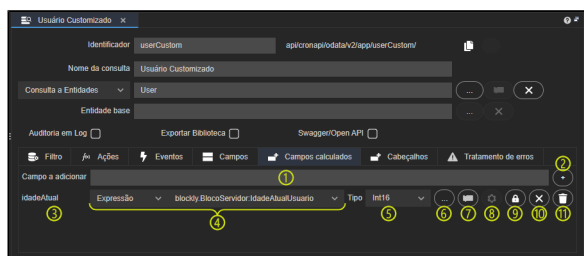 Usuário Customizado ×
Identificador userCustom api/cronapi/odata/v2/app/userCustom/
Nome da consulta Usuário Customizado
Consulta a Entidades User ...
Entidade base ...
Auditoria em Log Exportar Biblioteca Swagger/Open API
Filtro f(x) Ações Eventos Campos Campos calculados Cabeçalhos Tratamento de erros
2
Campo a adicionar 1 +
idadeAtual Expressão blockly.BlocoServidor.IdadeAtualUsuario Tipo Int16 ...
3 4 5 6 7 8 9 10 11